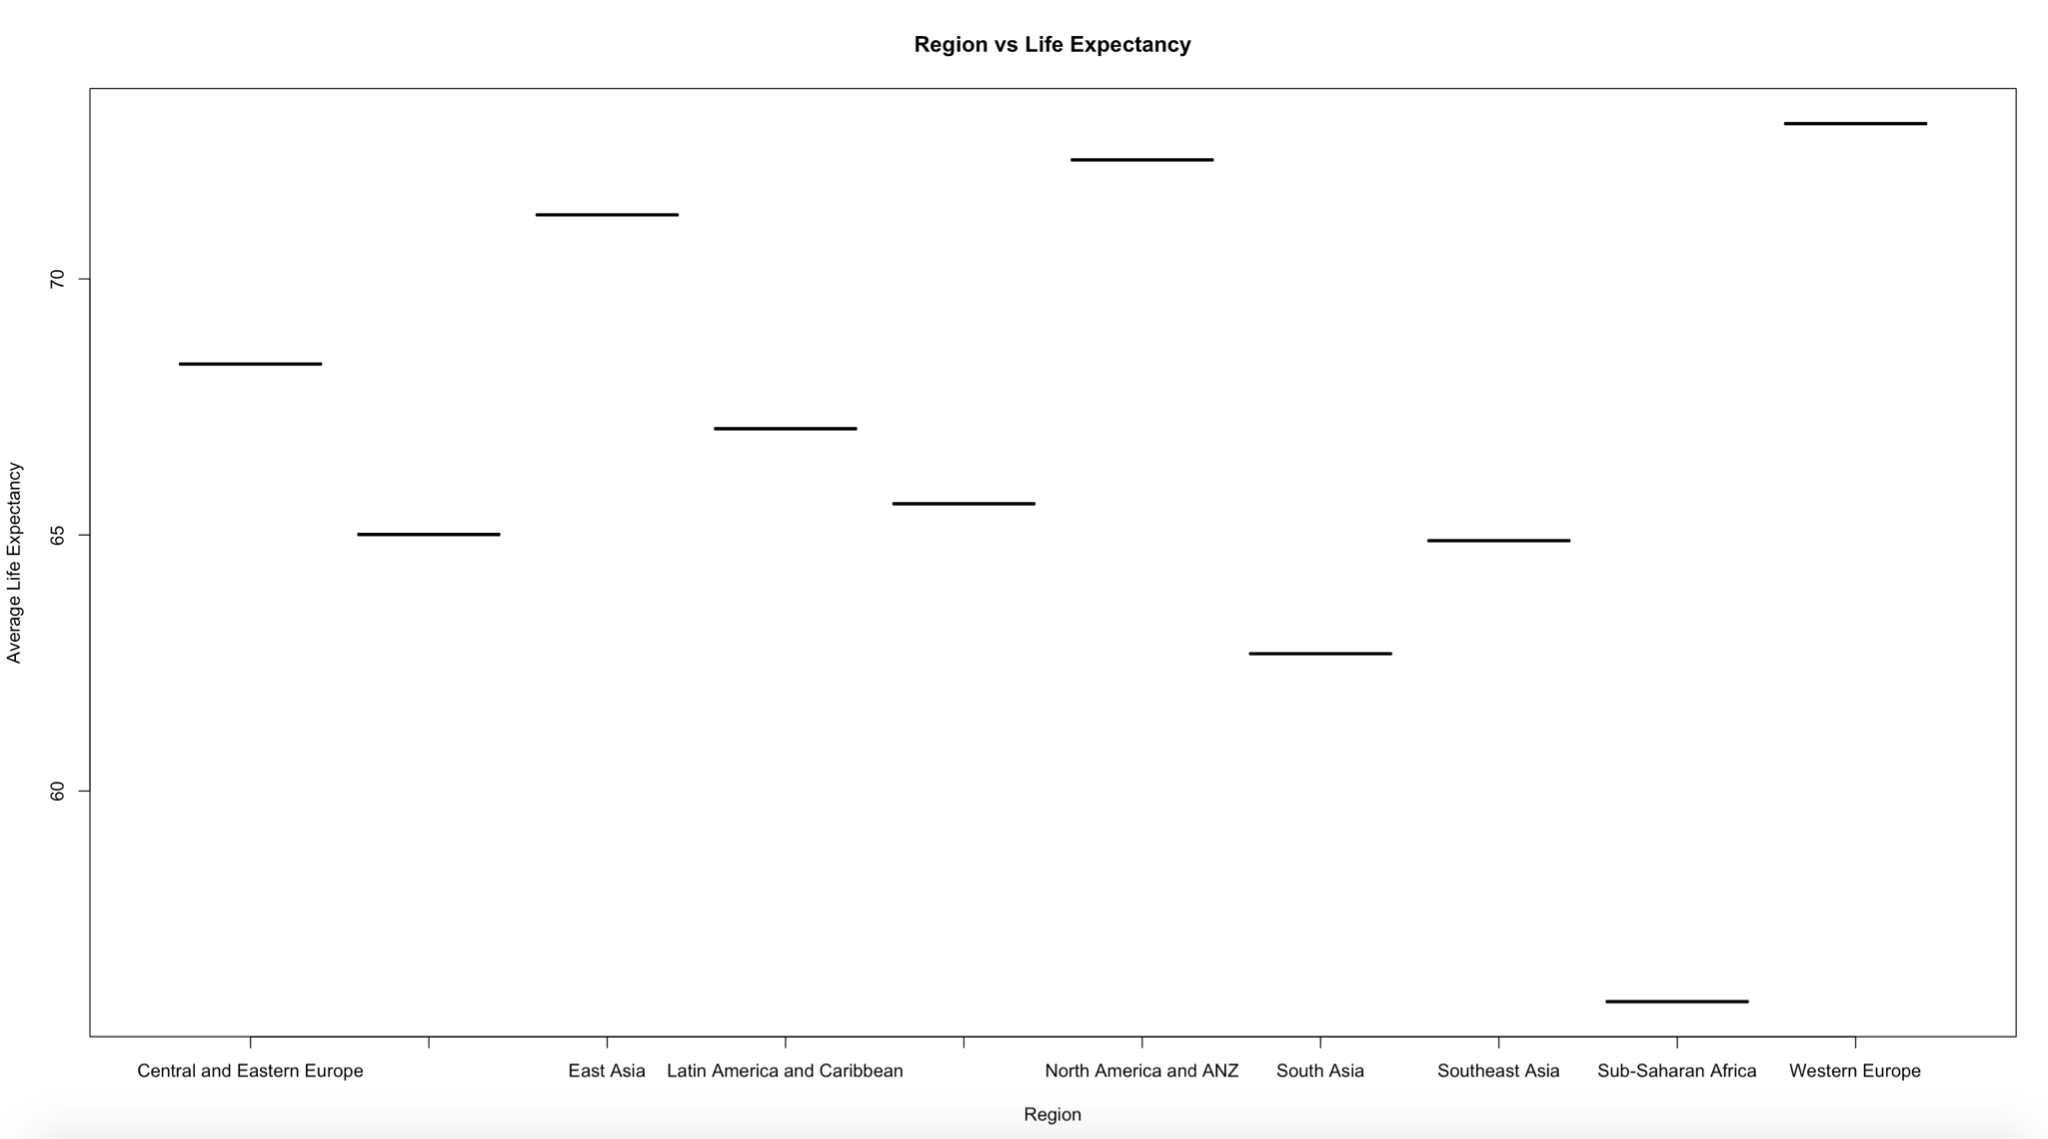 Region vs Life Expectancy
Average Life Expectancy
70
65
60
Central and Eastern Europe
East Asia
Latin America and Caribbean
North America and ANZ
South Asia
Southeast Asia
Sub-Saharan Africa
Western Europe
Region